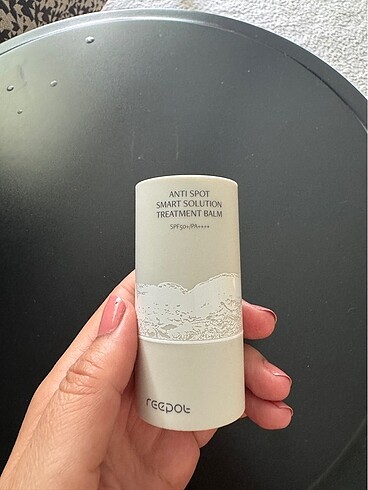 ANTI SPOT
SMART SOLUTION
TREATMENT BALM
SPF50+/PA++++
reepot